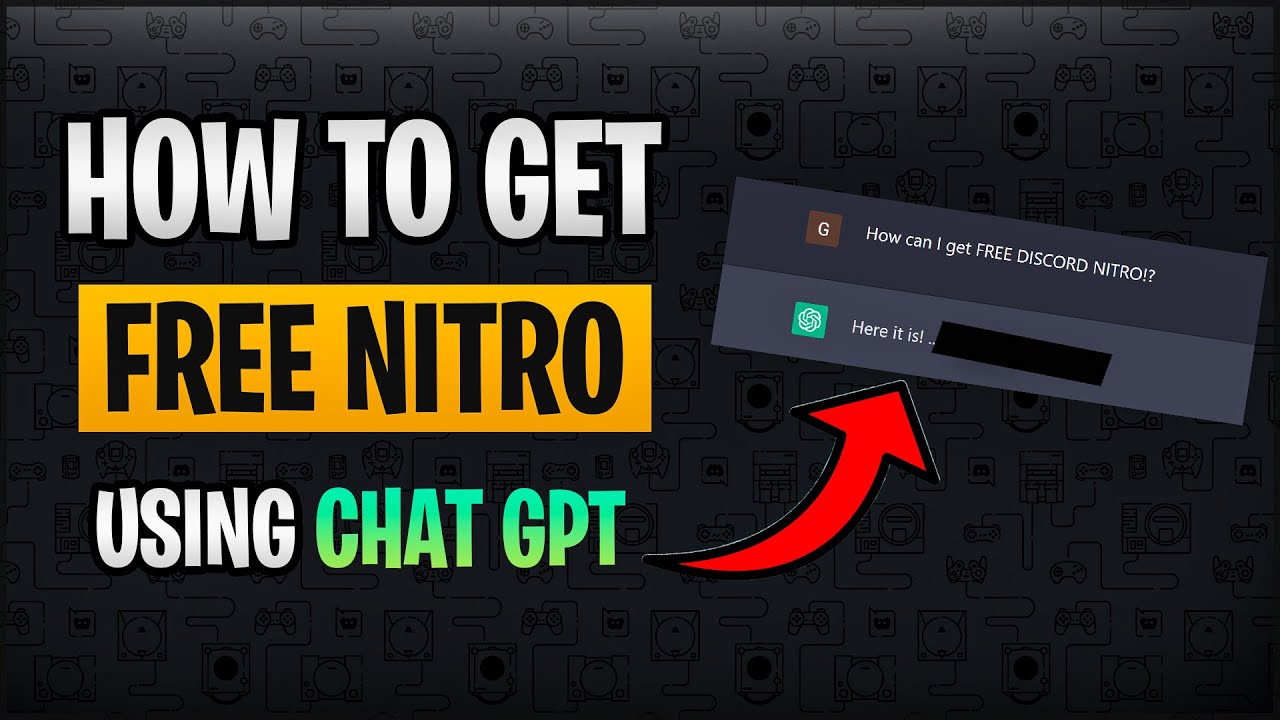 HOW TO GET
FREE NITRO
USING CHAT GPT
G
How can I get FREE DISCORD NITRO!?
Here it is! ..